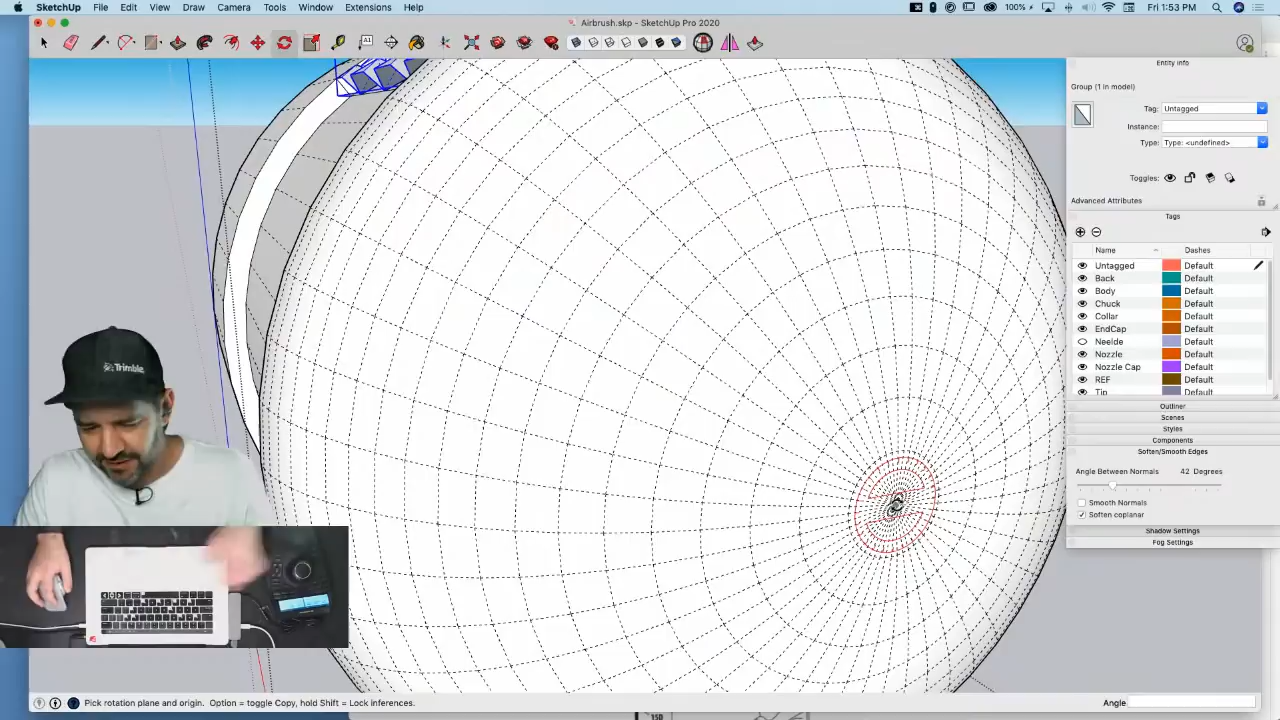 SketchUp File Edit View Draw Camera Tools Window Extensions Help 100% Fri 1:53 PM
Airbrush.skp - SketchUp Pro 2020
A1
Entity Info
Group (1 in model)
Tag: Untagged
Instance:
Type: Type: <undefined>
Toggles:
Advanced Attributes
Tags
Name Dashes
Untagged Default
Back Default
Body Default
Chuck Default
Collar Default
EndCap Default
Neelde Default
Nozzle Default
Nozzle Cap Default
REF Default
Tip Default
Outliner
Scenes
Styles
Components
Soften/Smooth Edges
Angle Between Normals 42 Degrees
Smooth Normals
Soften coplanar
Shadow Settings
Fog Settings
Trimble
Pick rotation plane and origin. Option = toggle Copy, hold Shift = Lock inferences.
Angle